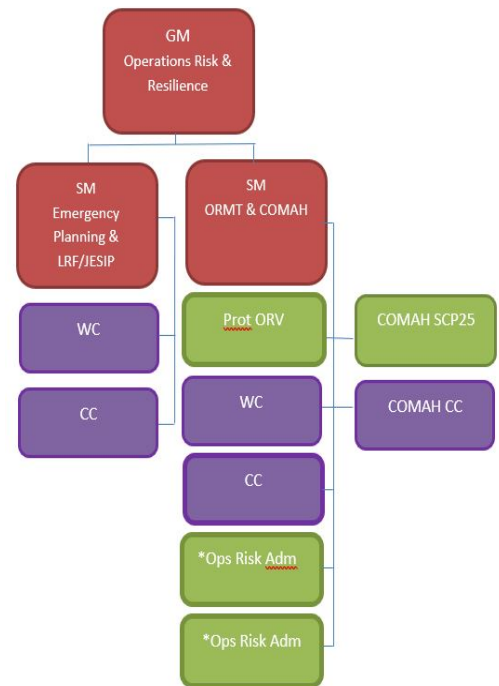 GM
Operations Risk &
Resilience
SM
Emergency
Planning &
LRF/JESIP
SM
ORMT & COMAH
WC
CC
Prot ORV
COMAH SCP25
WC
COMAH CC
CC
*Ops Risk Adm
*Ops Risk Adm